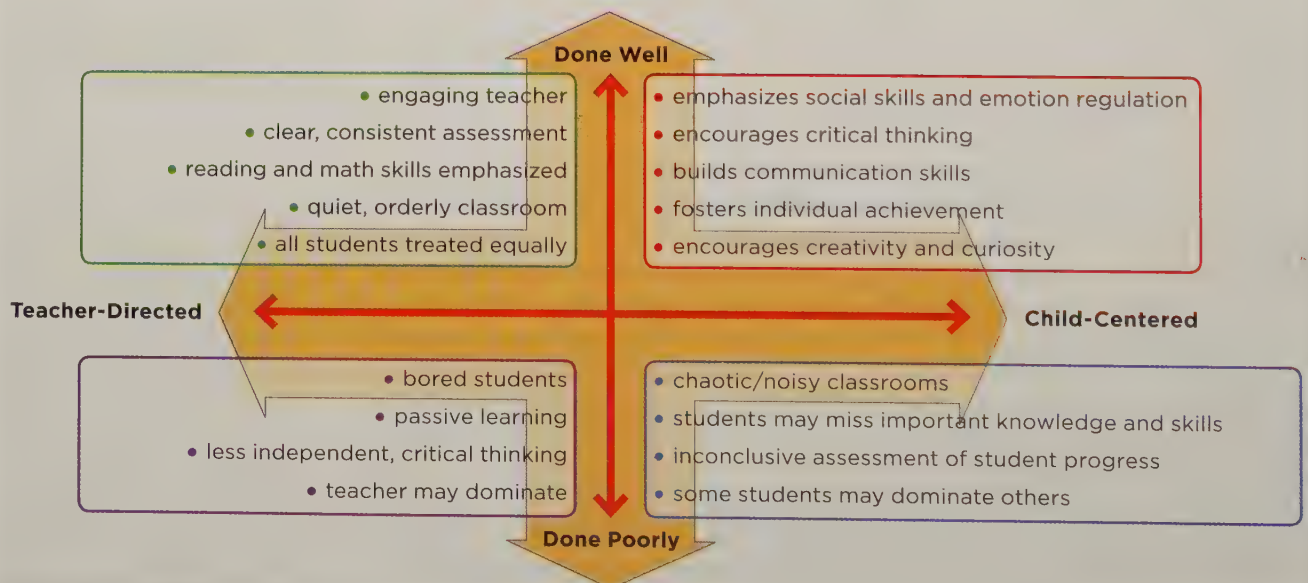 Done Well
• engaging teacher
• clear, consistent assessment
• reading and math skills emphasized
• quiet, orderly classroom
• all students treated equally
• emphasizes social skills and emotion regulation
• encourages critical thinking
• builds communication skills
• fosters individual achievement
• encourages creativity and curiosity
Teacher-Directed
Child-Centered
• bored students
• passive learning
• less independent, critical thinking
• teacher may dominate
• chaotic/noisy classrooms
• students may miss important knowledge and skills
• inconclusive assessment of student progress
• some students may dominate others
Done Poorly